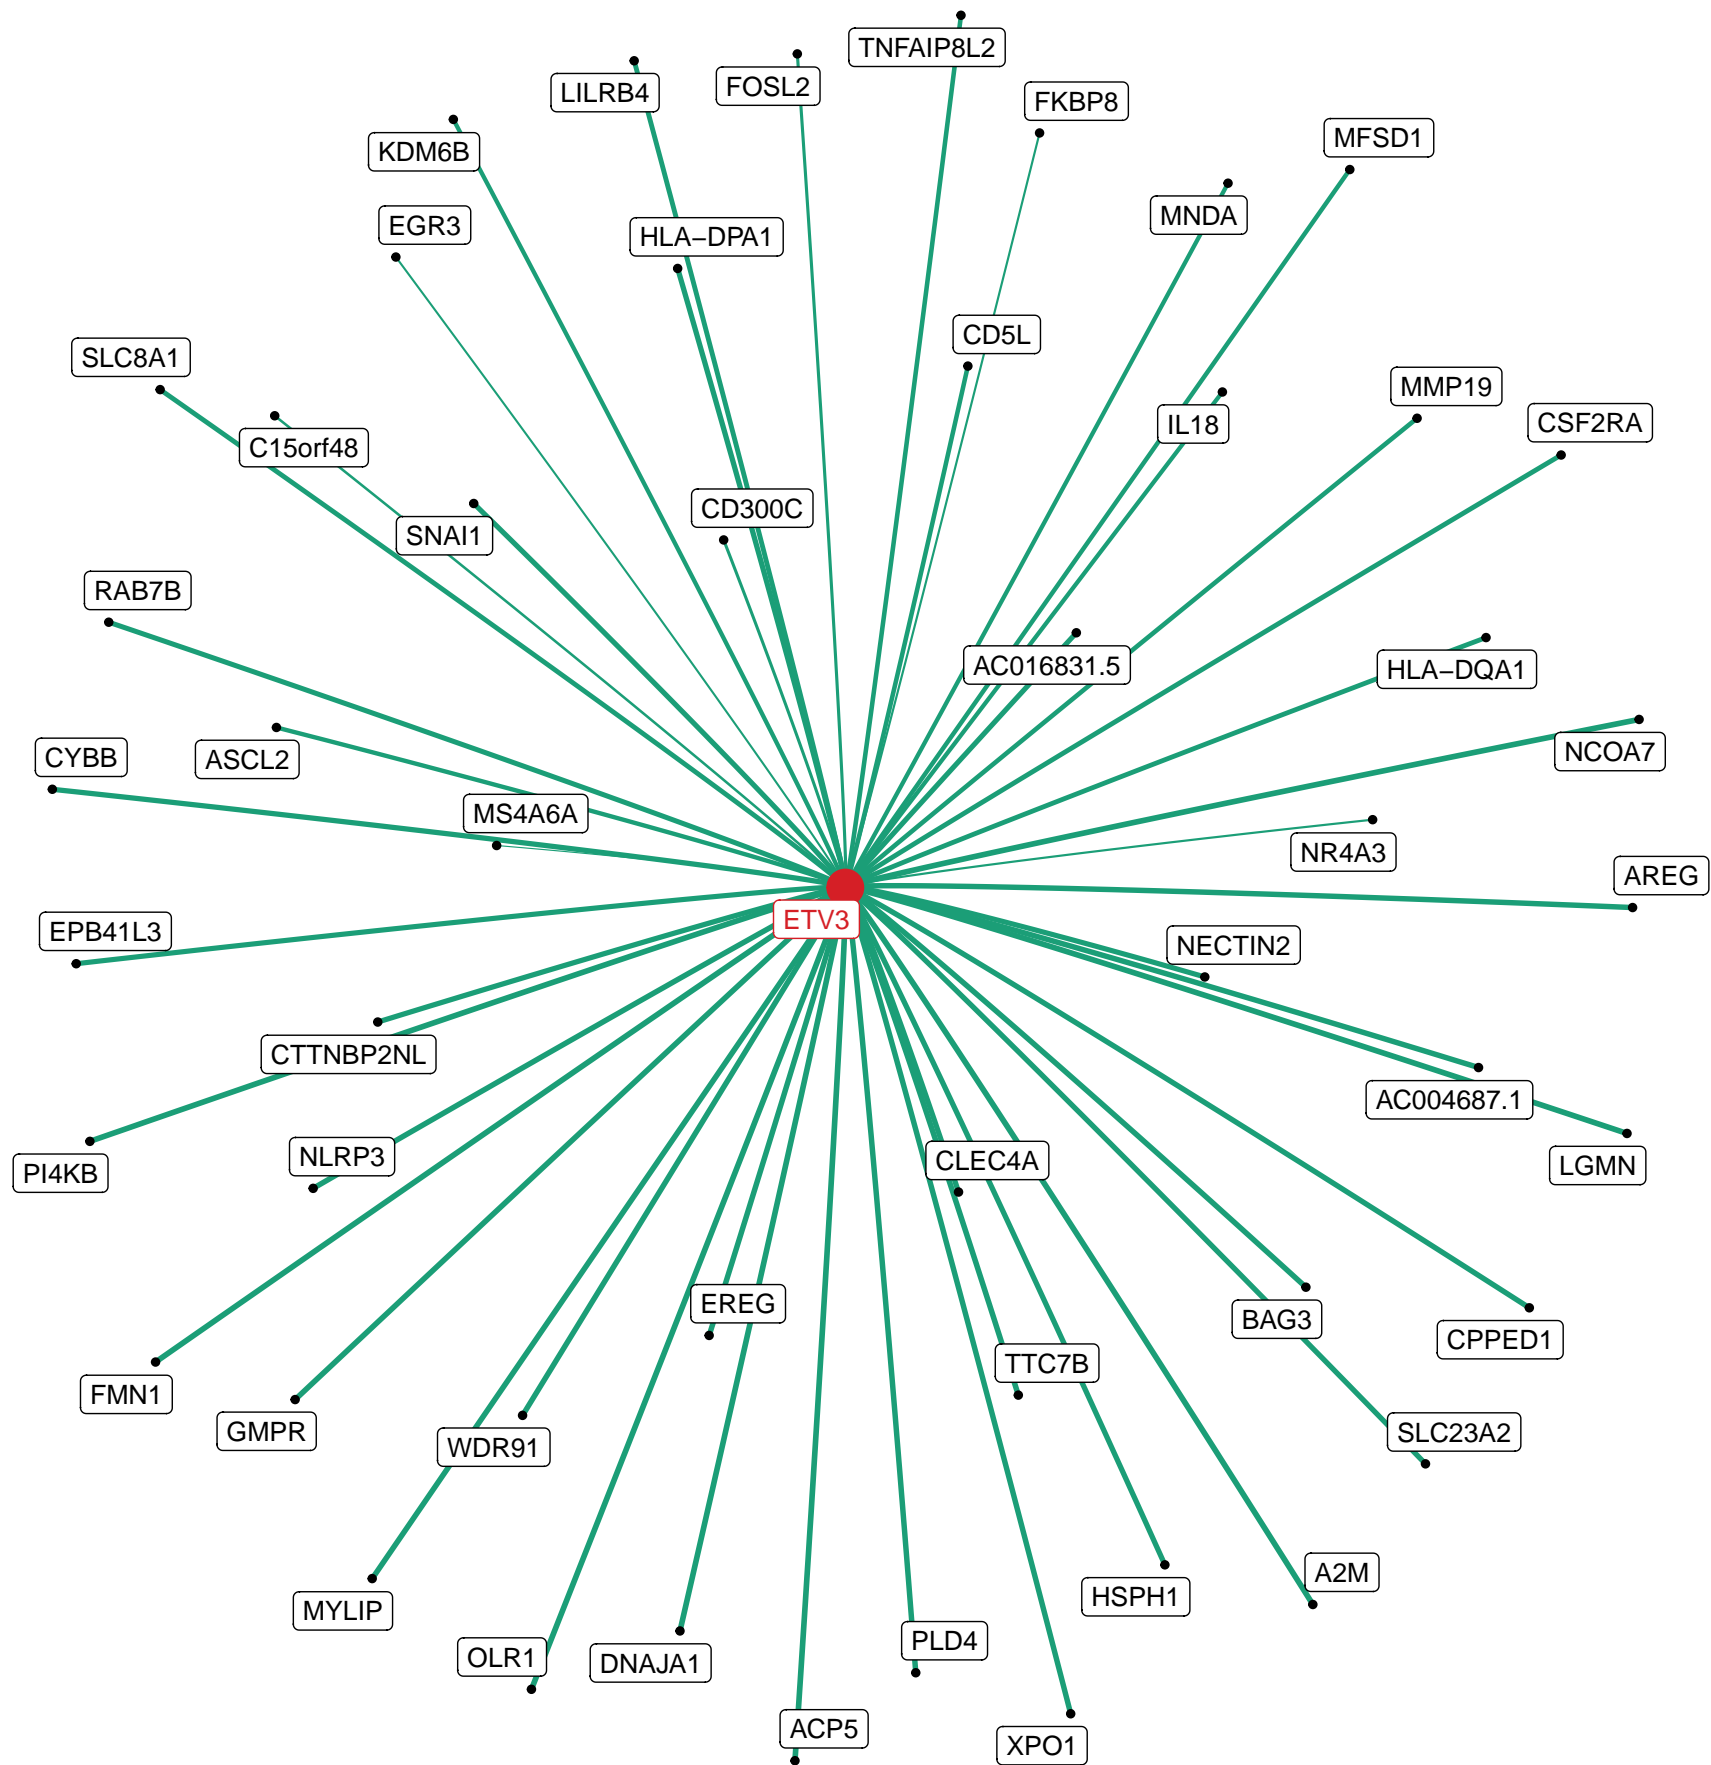 TNFAIP8L2
FOSL2
LILRB4
FKBP8
MFSD1
KDM6B
MNDA
EGR3
HLA−DPA1
CD5L
SLC8A1
MMP19
CSF2RA
IL18
C15orf48
CD300C
SNAI1
RAB7B
AC016831.5
HLA−DQA1
NCOA7
CYBB
ASCL2
MS4A6A
NR4A3
AREG
ETV3
EPB41L3
NECTIN2
CTTNBP2NL
AC004687.1
NLRP3
CLEC4A
LGMN
PI4KB
EREG
BAG3
CPPED1
TTC7B
FMN1
GMPR
SLC23A2
WDR91
A2M
HSPH1
MYLIP
PLD4
OLR1
DNAJA1
ACP5
XPO1